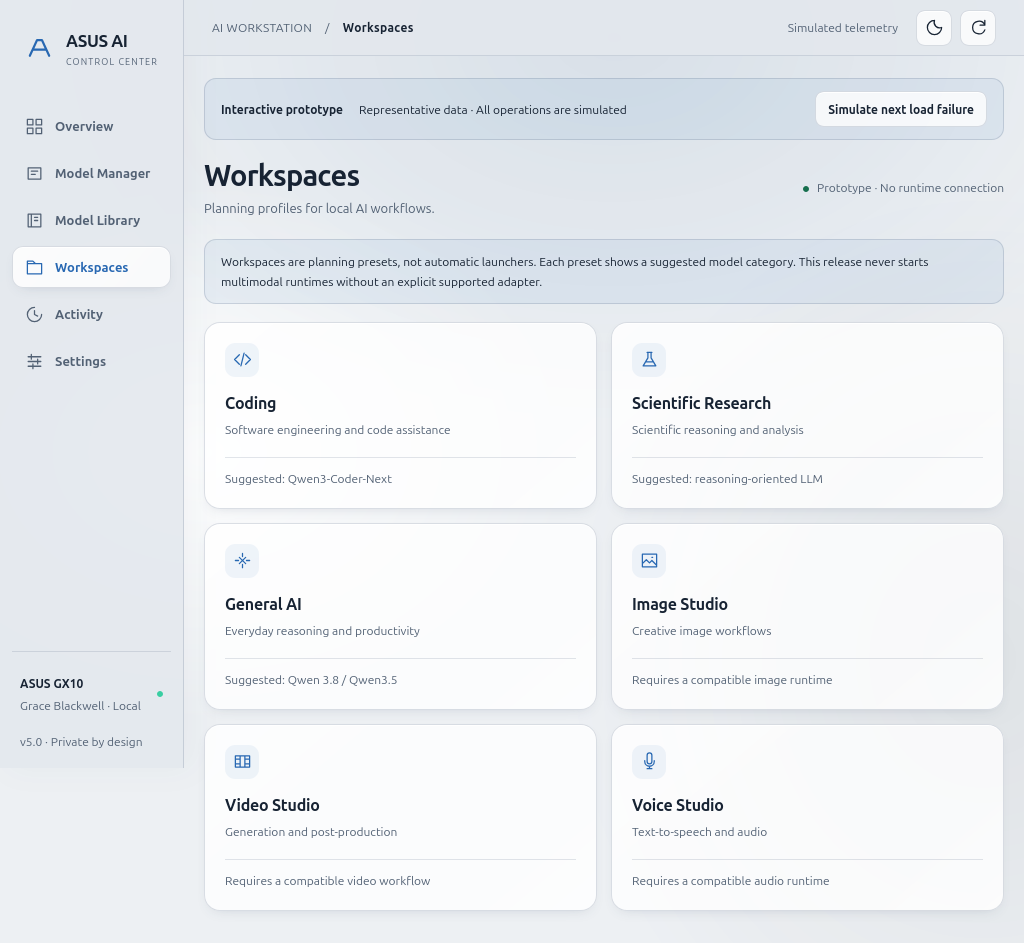 ASUS AI
CONTROL CENTER
Overview
Model Manager
Model Library
Workspaces
Activity
Settings
ASUS GX10
Grace Blackwell · Local
v5.0 · Private by design
AI WORKSTATION / Workspaces
Simulated telemetry
Interactive prototype Representative data · All operations are simulated
Simulate next load failure
Workspaces
Planning profiles for local AI workflows.
Prototype · No runtime connection
Workspaces are planning presets, not automatic launchers. Each preset shows a suggested model category. This release never starts
multimodal runtimes without an explicit supported adapter.
Coding
Software engineering and code assistance
Suggested: Qwen3-Coder-Next
Scientific Research
Scientific reasoning and analysis
Suggested: reasoning-oriented LLM
General AI
Everyday reasoning and productivity
Suggested: Qwen 3.8 / Qwen3.5
Image Studio
Creative image workflows
Requires a compatible image runtime
Video Studio
Generation and post-production
Requires a compatible video workflow
Voice Studio
Text-to-speech and audio
Requires a compatible audio runtime